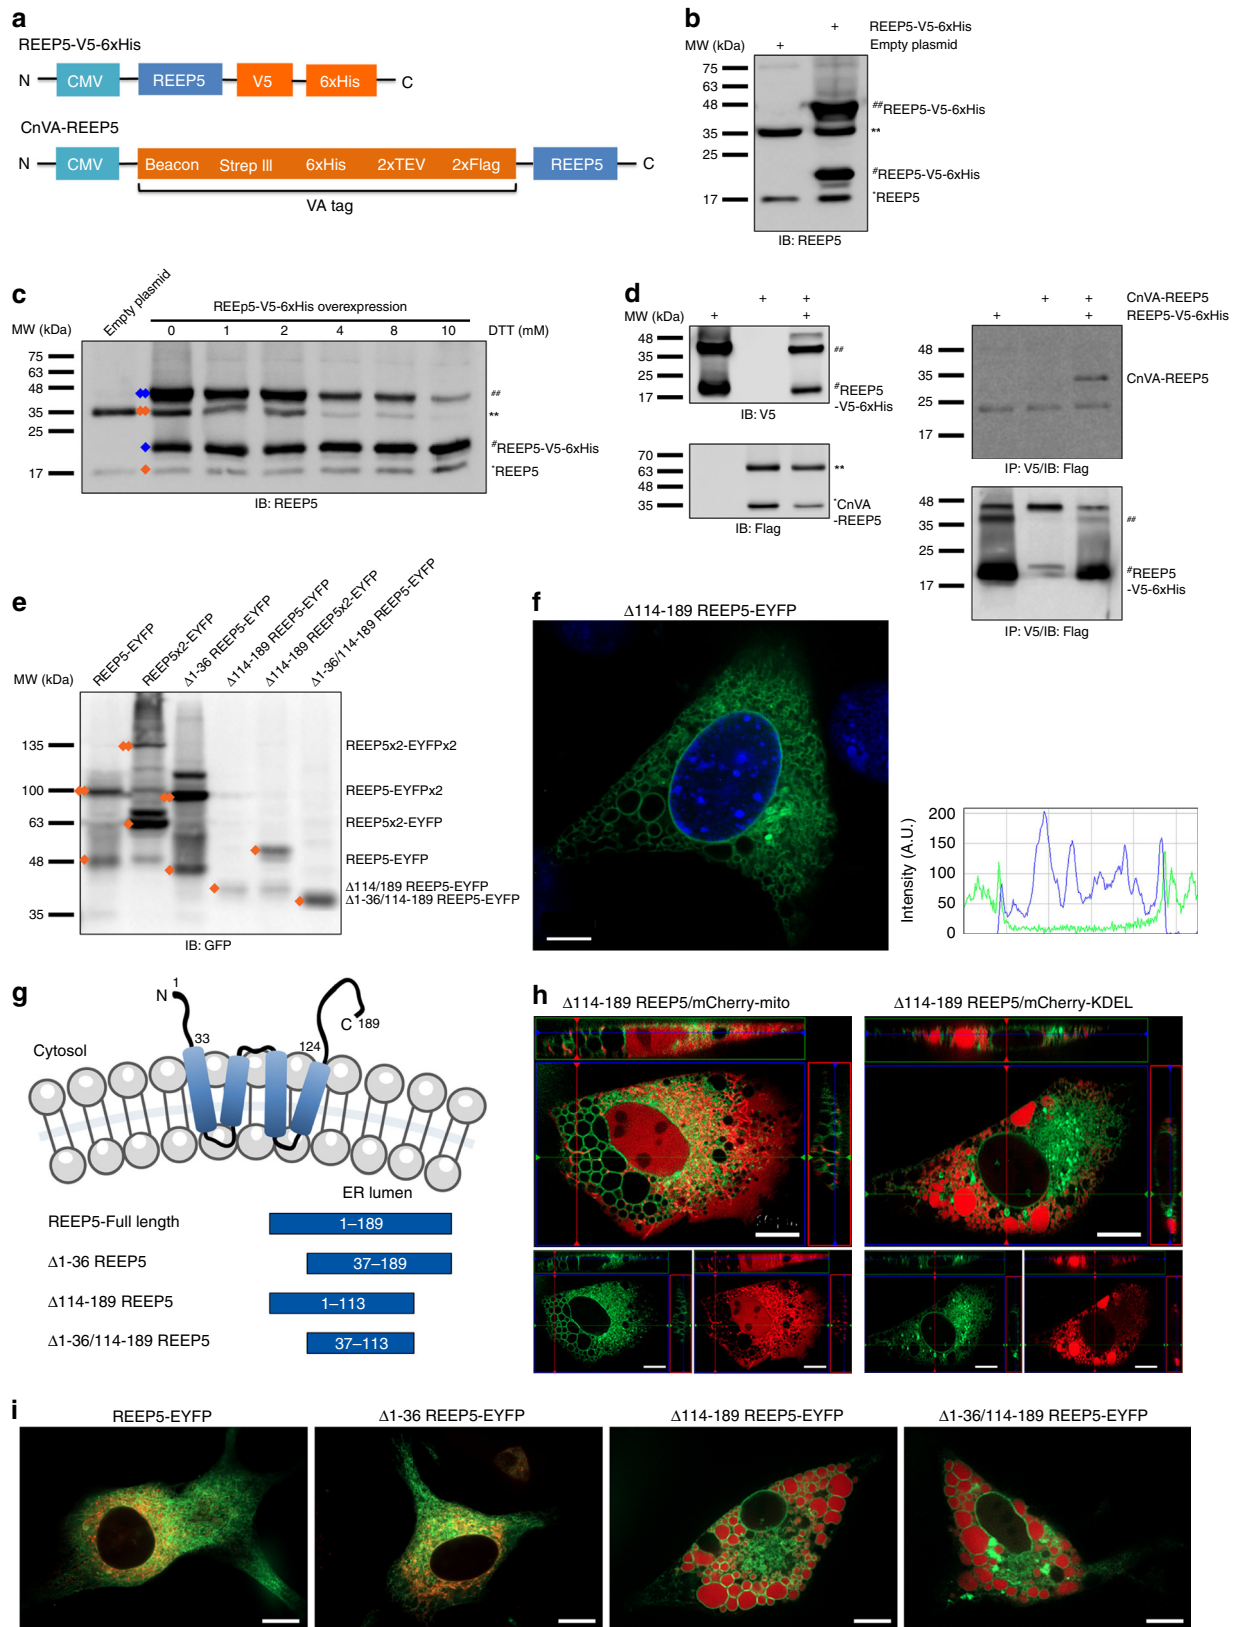 a
REEP5-V5-6xHis
N CMV REEP5 V5 6xHis C
CnVA-REEP5
N CMV Beacon Strep III 6xHis 2xTEV 2xFlag REEP5 C
VA tag
b
+ REEP5-V5-6xHis
MW (kDa) + Empty plasmid
75
63
48
35
25
17
##REEP5-V5-6xHis
**
#REEP5-V5-6xHis
*REEP5
IB: REEP5
c
Empty plasmid
REEp5-V5-6xHis overexpression
MW (kDa) 0 1 2 4 8 10 DTT (mM)
75
63
48
35
25
17
##
**
#REEP5-V5-6xHis
*REEP5
IB: REEP5
d
+ +
MW (kDa) + +
48
35
25
17
##
#REEP5
-V5-6xHis
IB: V5
70
63
48
35
**
*CnVA
-REEP5
IB: Flag
+ + CnVA-REEP5
+ + REEP5-V5-6xHis
48
35
25
17
CnVA-REEP5
IP: V5/IB: Flag
48
35
25
17
##
#REEP5
-V5-6xHis
IP: V5/IB: Flag
e
REEP5-EYFP
REEP5x2-EYFP
Δ1-36 REEP5-EYFP
Δ114-189 REEP5-EYFP
Δ114-189 REEP5x2-EYFP
Δ1-36/114-189 REEP5-EYFP
MW (kDa)
135
100
63
48
35
REEP5x2-EYFPx2
REEP5-EYFPx2
REEP5x2-EYFP
REEP5-EYFP
Δ114/189 REEP5-EYFP
Δ1-36/114-189 REEP5-EYFP
IB: GFP
f
Δ114-189 REEP5-EYFP
Intensity (A.U.)
200
150
100
50
0
g
N 1
C 189
Cytosol
33
124
ER lumen
REEP5-Full length 1–189
Δ1-36 REEP5 37–189
Δ114-189 REEP5 1–113
Δ1-36/114-189 REEP5 37–113
h
Δ114-189 REEP5/mCherry-mito
Δ114-189 REEP5/mCherry-KDEL
i
REEP5-EYFP
Δ1-36 REEP5-EYFP
Δ114-189 REEP5-EYFP
Δ1-36/114-189 REEP5-EYFP